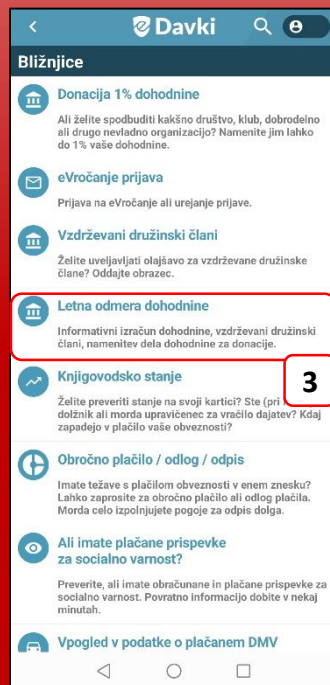 eDavki
Bližnjice
Donacija 1% dohodnine
Ali želite spodbuditi kakšno društvo, klub, dobrodelno
ali drugo nevladno organizacijo? Namenite jim lahko
do 1% vaše dohodnine.
eVročanje prijava
Prijava na eVročanje ali urejanje prijave.
Vzdrževani družinski člani
Želite uveljavljati olajšavo za vzdrževane družinske
člane? Oddajte obrazec.
Letna odmera dohodnine
Informativni izračun dohodnine, vzdrževani družinski
člani, namenitev dela dohodnine za donacije.
3
Knjigovodsko stanje
Želite preveriti stanje na svoji kartici? Ste (pri
dolžnik ali morda upravičenec za vračilo dajatev? Kdaj
zapadejo v plačilo vaše obveznosti?
Obročno plačilo / odlog / odpis
Imate težave s plačilom obveznosti v enem znesku?
Lahko zaprosite za obročno plačilo ali odlog plačila.
Morda celo izpolnjujete pogoje za odpis dolga.
Ali imate plačane prispevke
za socialno varnost?
Preverite, ali imate obračunane in plačane prispevke za
socialno varnost. Povratno informacijo dobite v nekaj
minutah.
Vpogled v podatke o plačanem DMV